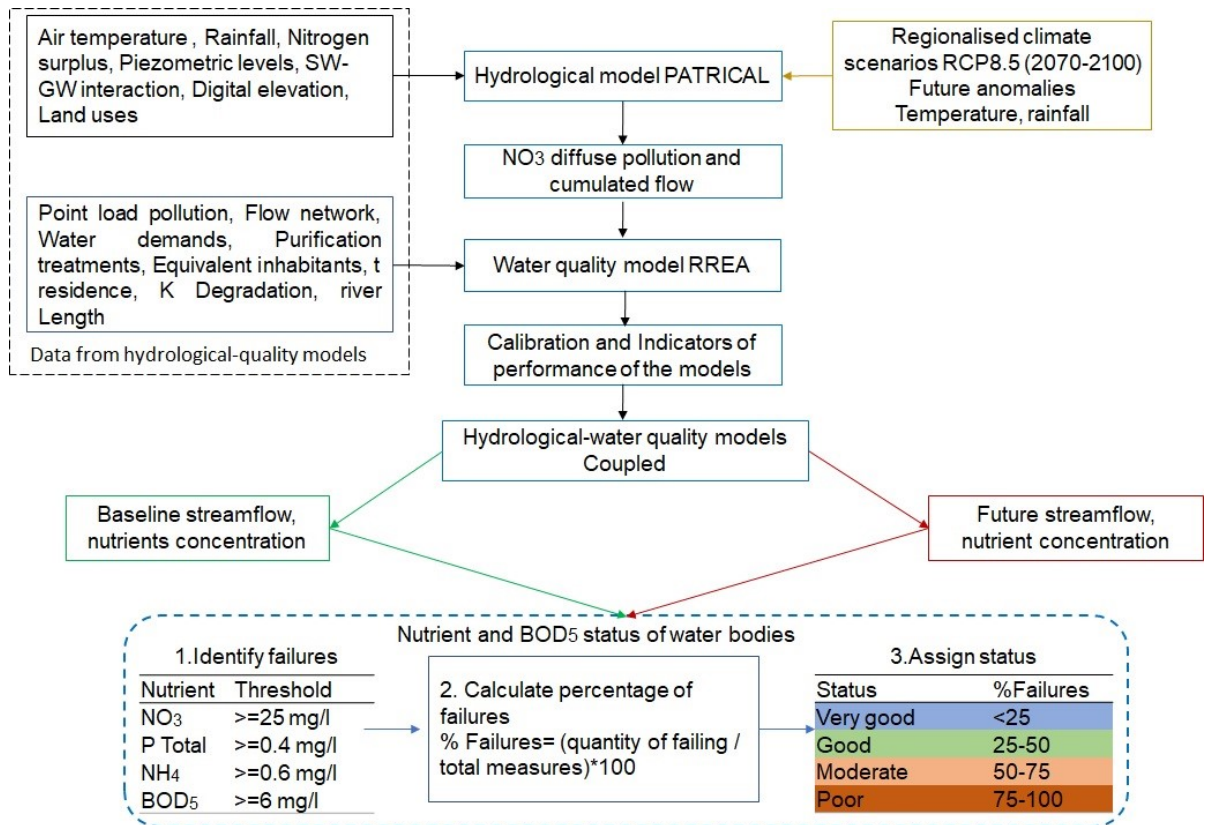 Air temperature , Rainfall, Nitrogen
surplus, Piezometric levels, SW-
GW interaction, Digital elevation,
Land uses
Hydrological model PATRICAL
Regionalised climate
scenarios RCP8.5 (2070-2100)
Future anomalies
Temperature, rainfall
NO3 diffuse pollution and
cumulated flow
Point load pollution, Flow network,
Water demands, Purification
treatments, Equivalent inhabitants, t
residence, K Degradation, river
Length
Data from hydrological-quality models
Water quality model RREA
Calibration and Indicators of
performance of the models
Hydrological-water quality models
Coupled
Baseline streamflow,
nutrients concentration
Future streamflow,
nutrient concentration
Nutrient and BOD5 status of water bodies
1.Identify failures
Nutrient Threshold
NO3 >=25 mg/l
P Total >=0.4 mg/l
NH4 >=0.6 mg/l
BOD5 >=6 mg/l
2. Calculate percentage of
failures
% Failures= (quantity of failing /
total measures)*100
3.Assign status
Status %Failures
Very good <25
Good 25-50
Moderate 50-75
Poor 75-100